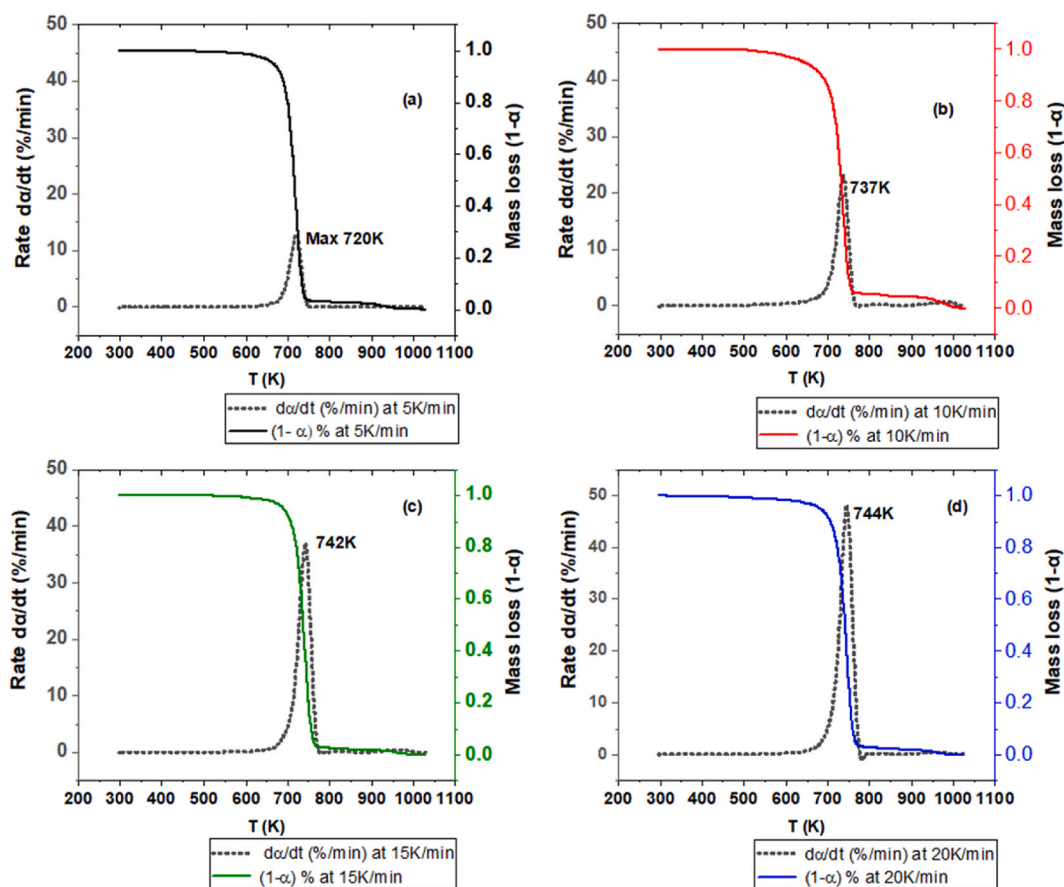 (a)
Rate dα/dt (%/min)
50
40
30
20
10
0
Mass loss (1-α)
1.0
0.8
0.6
0.4
0.2
0.0
Max 720K
200 300 400 500 600 700 800 900 1000 1100
T (K)
dα/dt (%/min) at 5K/min
(1- α) % at 5K/min
(b)
Rate dα/dt (%/min)
50
40
30
20
10
0
Mass loss (1-α)
1.0
0.8
0.6
0.4
0.2
0.0
737K
200 300 400 500 600 700 800 900 1000 1100
T (K)
dα/dt (%/min) at 10K/min
(1-α) % at 10K/min
(c)
Rate dα/dt (%/min)
50
40
30
20
10
0
Mass loss (1-α)
1.0
0.8
0.6
0.4
0.2
0.0
742K
200 300 400 500 600 700 800 900 1000 1100
T (K)
dα/dt (%/min) at 15K/min
(1-α) % at 15K/min
(d)
Rate dα/dt (%/min)
50
40
30
20
10
0
Mass loss (1-α)
1.0
0.8
0.6
0.4
0.2
0.0
744K
200 300 400 500 600 700 800 900 1000 1100
T (K)
dα/dt (%/min) at 20K/min
(1-α) % at 20K/min